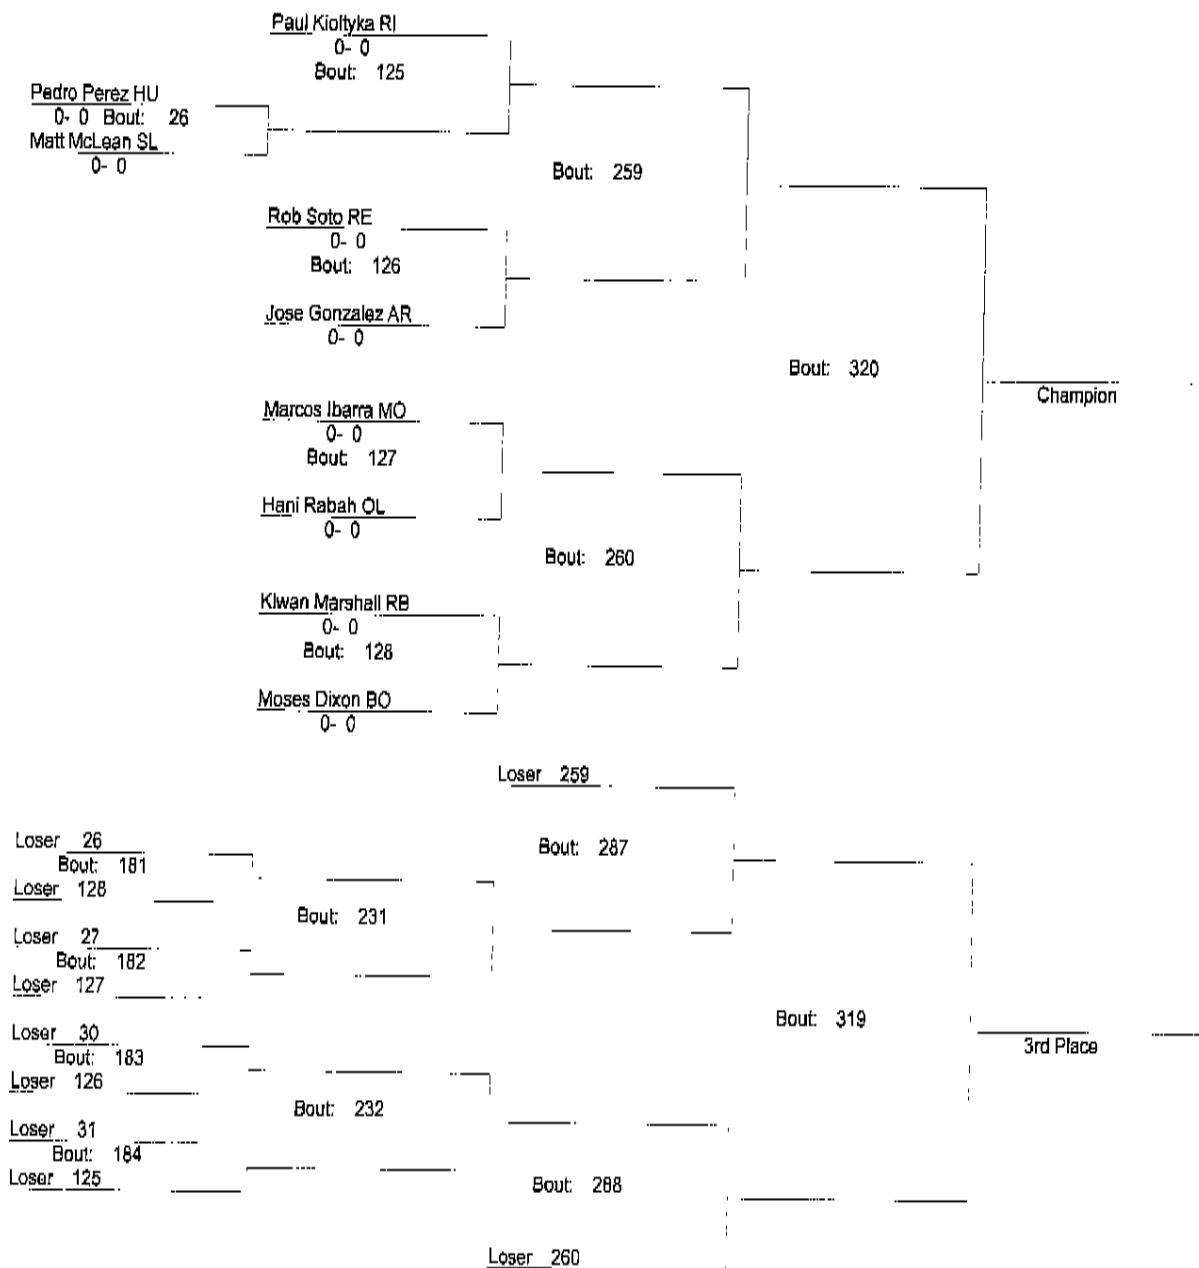 Paul Kioltyka RI
0- 0
Bout: 125
Pedro Perez HU
0- 0 Bout: 26
Matt McLean SL
0- 0
Bout: 259
Rob Soto RE
0- 0
Bout: 126
Jose Gonzalez AR
0- 0
Bout: 320
Champion
Marcos Ibarra MO
0- 0
Bout: 127
Hani Rabah OL
0- 0
Bout: 260
Kiwan Marshall RB
0- 0
Bout: 128
Moses Dixon BO
0- 0
Loser 259
Bout: 287
Loser 26
Bout: 181
Loser 128
Bout: 231
Loser 27
Bout: 182
Loser 127
Bout: 319
3rd Place
Loser 30
Bout: 183
Loser 126
Bout: 232
Loser 31
Bout: 184
Loser 125
Bout: 288
Loser 260